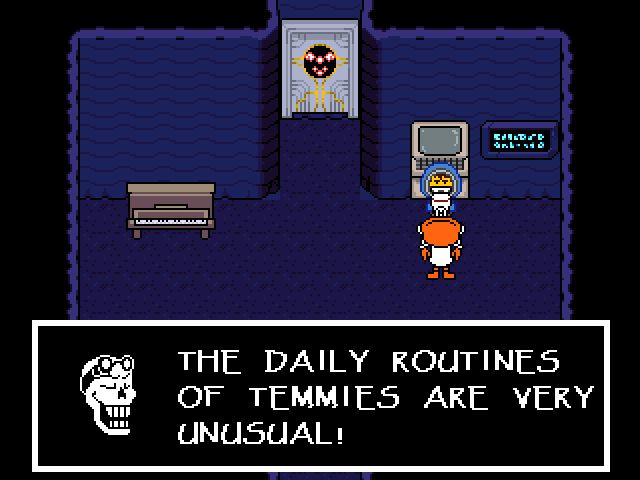 THE DAILY ROUTINES
OF TEMMIES ARE VERY
UNUSUAL!